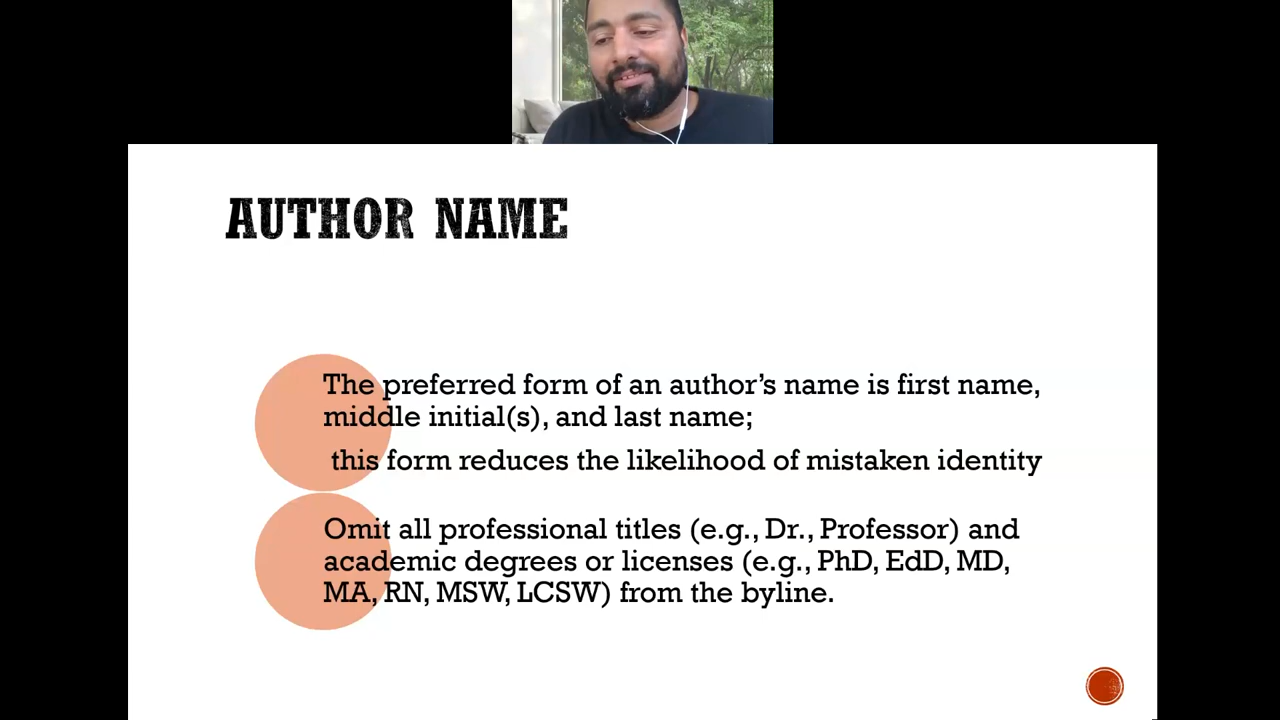 AUTHOR NAME
The preferred form of an author’s name is first name,
middle initial(s), and last name;
this form reduces the likelihood of mistaken identity
Omit all professional titles (e.g., Dr., Professor) and
academic degrees or licenses (e.g., PhD, EdD, MD,
MA, RN, MSW, LCSW) from the byline.